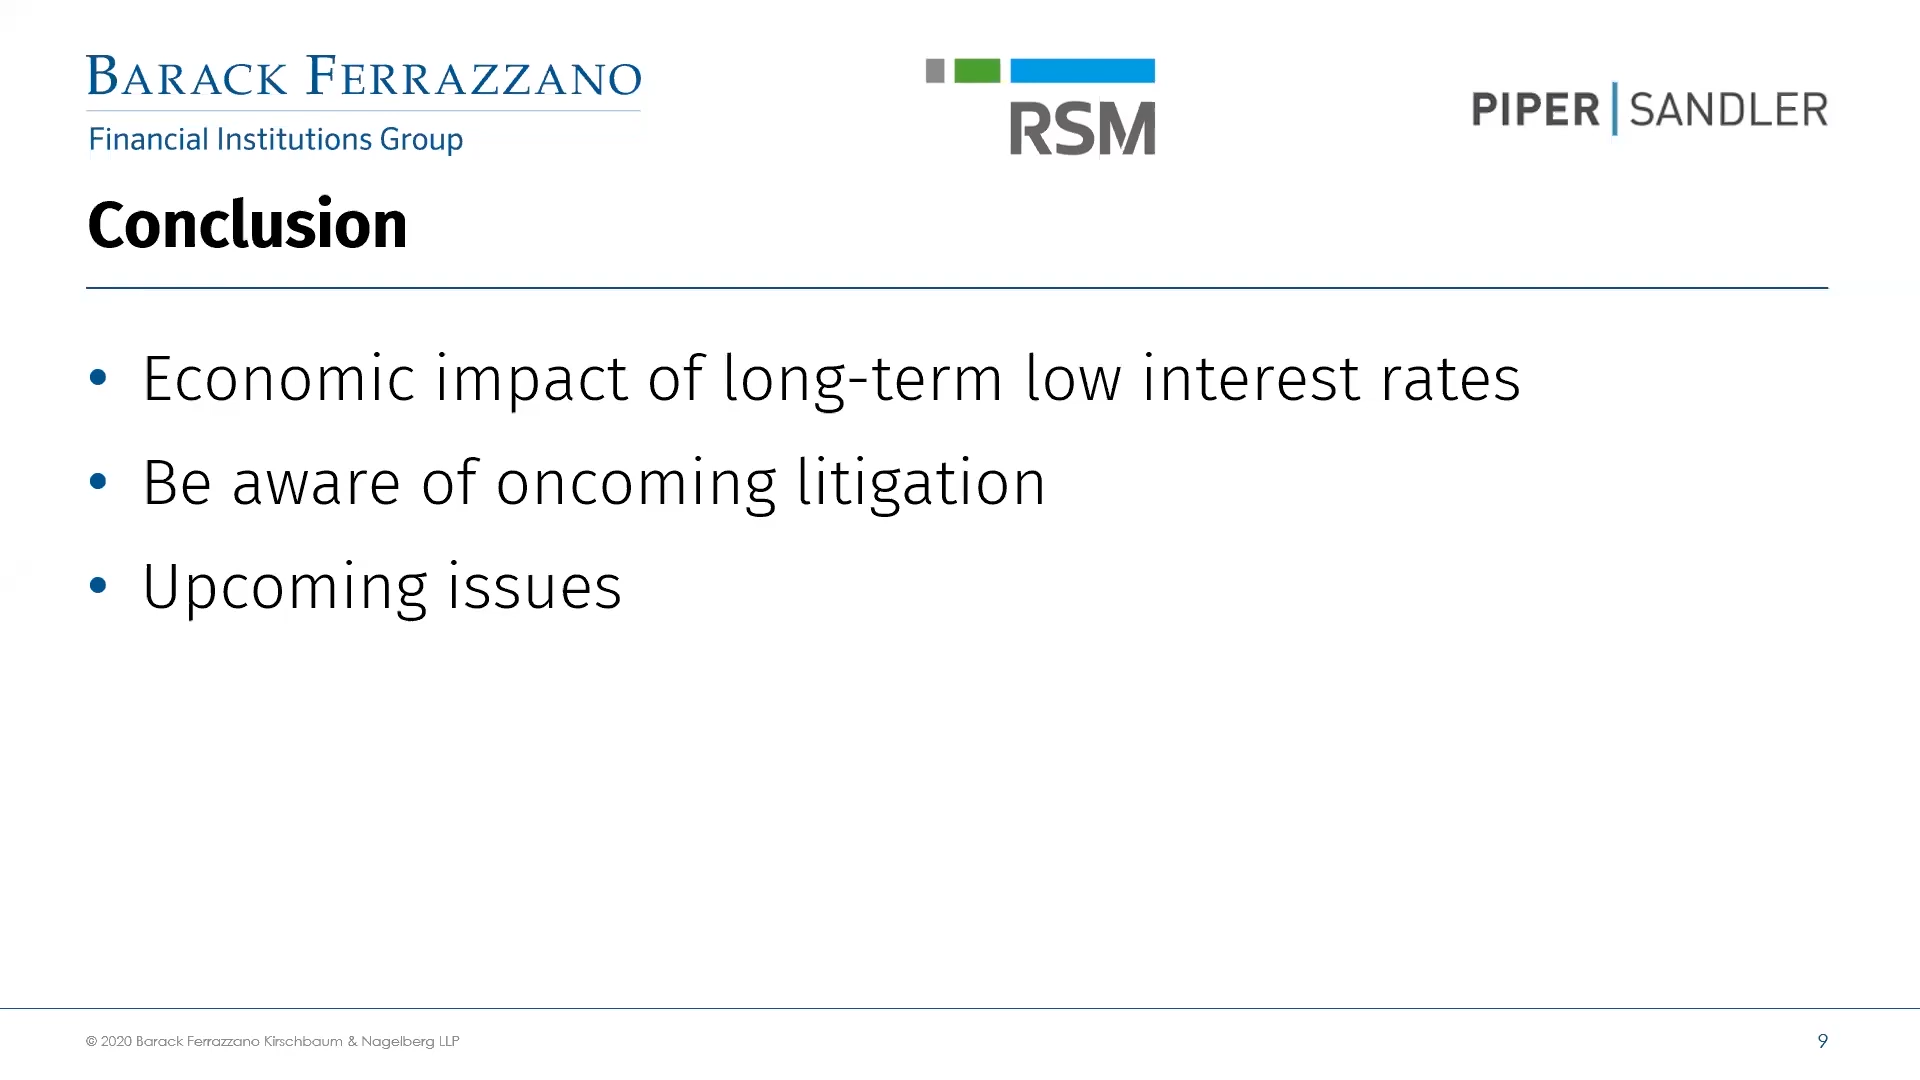 BARACK FERRAZZANO
Financial Institutions Group
RSM
PIPER | SANDLER
Conclusion
• Economic impact of long-term low interest rates
• Be aware of oncoming litigation
• Upcoming issues
© 2020 Barack Ferrazzano Kirschbaum & Nagelberg LLP
9